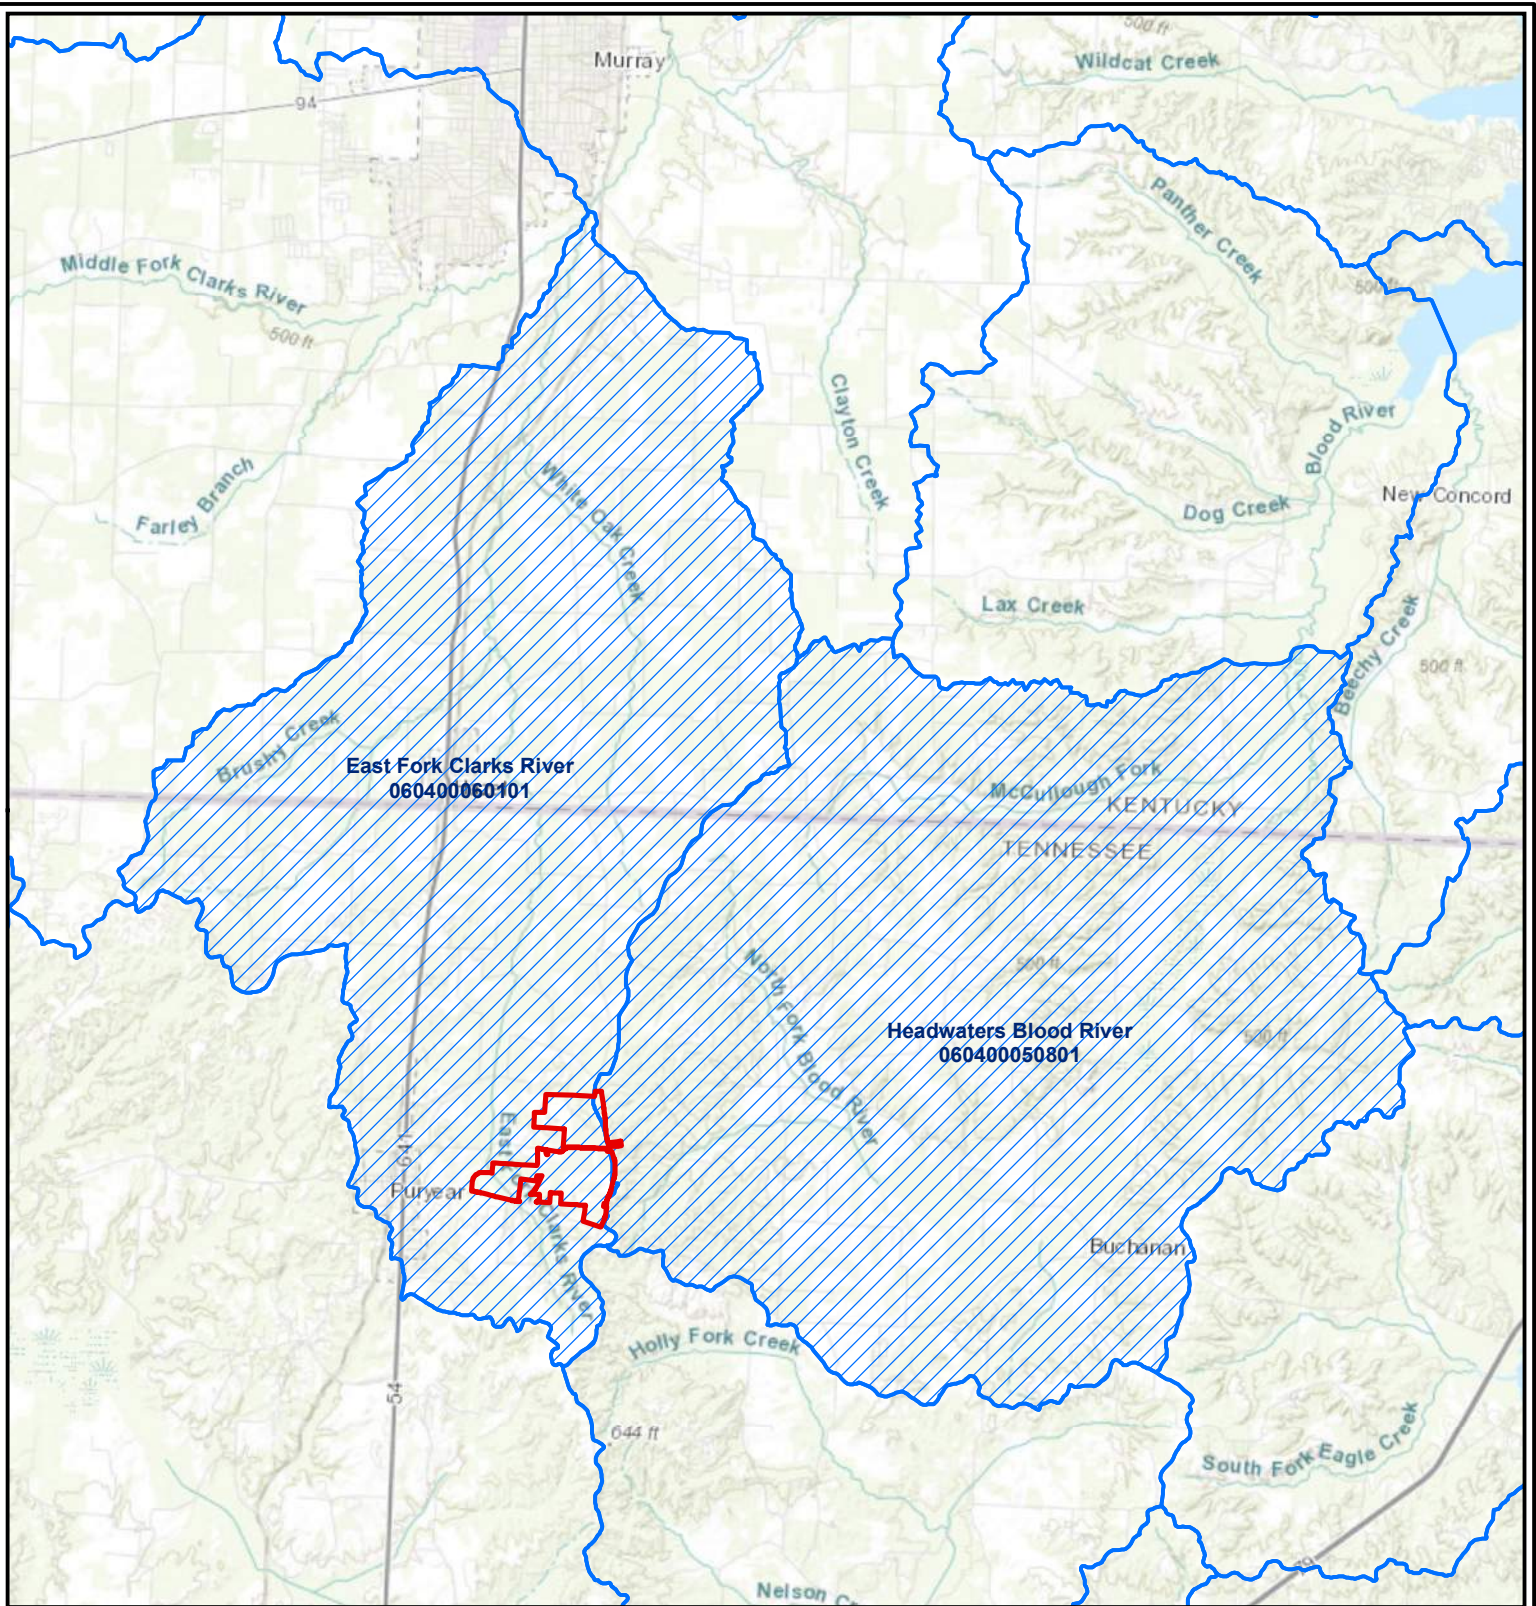 500 ft
Murray
Wildcat Creek
94
Panther Creek
Middle Fork Clarks River
500 ft
500 ft
Clayton Creek
Blood River
Farley Branch
White Oak Creek
New Concord
Dog Creek
Lax Creek
Beechy Creek
500 ft
Brushy Creek
East Fork Clarks River
060400060101
McCullough Fork
KENTUCKY
TENNESSEE
North Fork Blood River
500 ft
Headwaters Blood River
060400050801
500 ft
641
East Fork Clarks River
Puryear
Buchanan
Holly Fork Creek
54
644 ft
South Fork Eagle Creek
79
Nelson